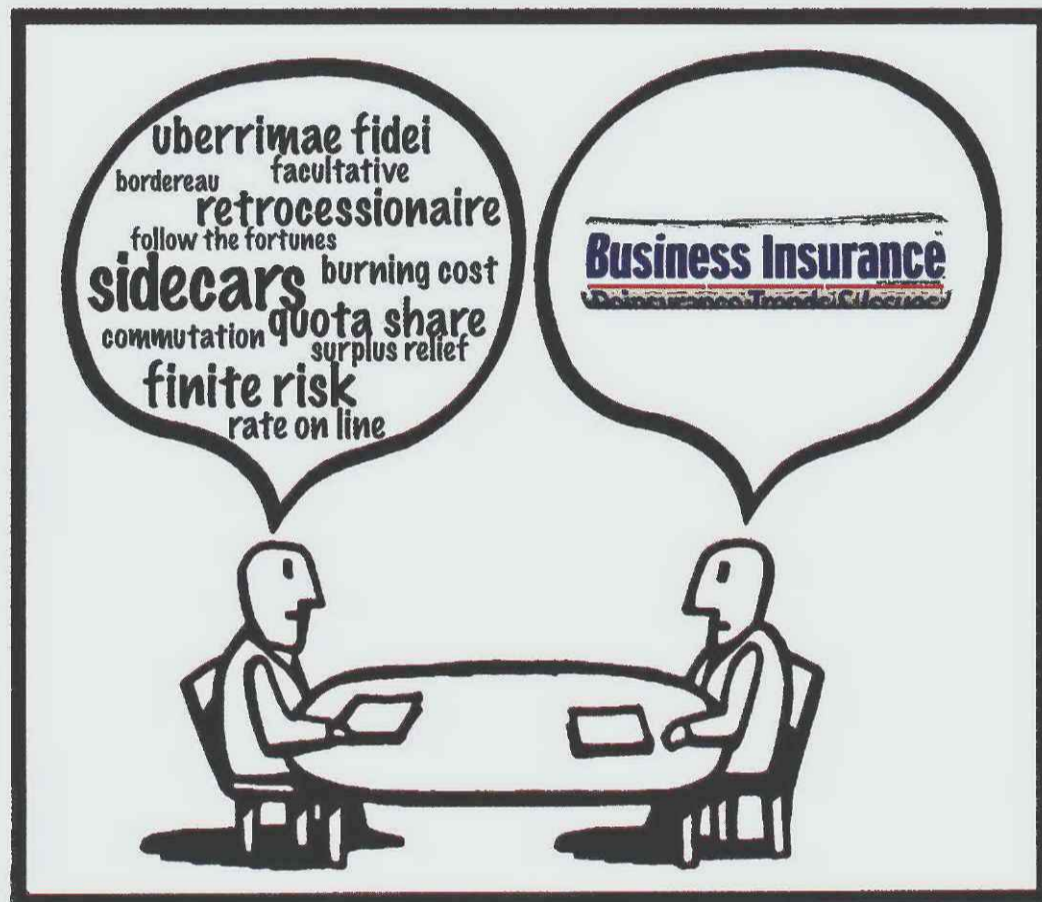 uberrimae fidei
facultative
bordereau
retrocessionaire
follow the fortunes
sidecars burning cost
commutation quota share
surplus relief
finite risk
rate on line
Business Insurance